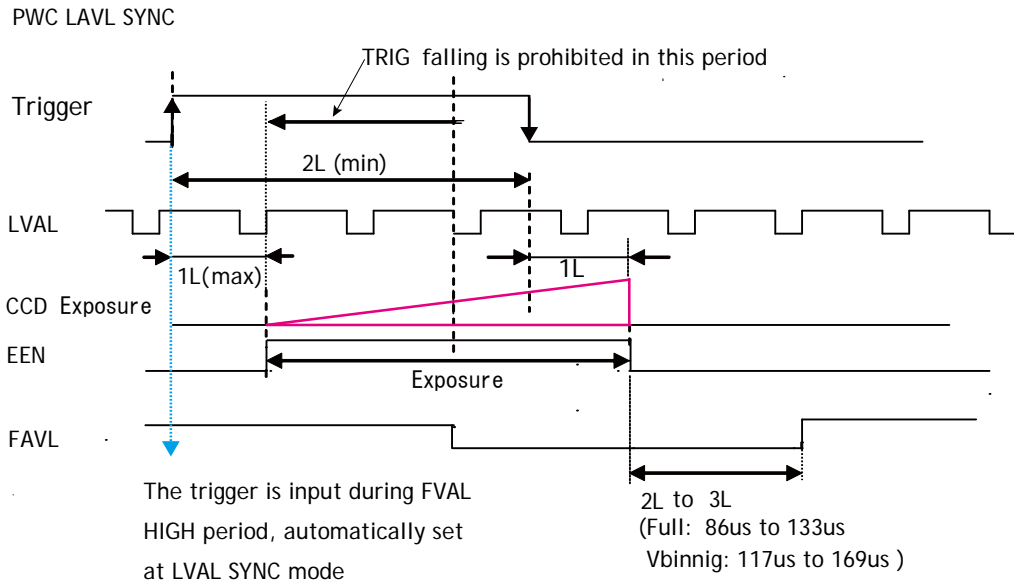 PWC LAVL SYNC
TRIG falling is prohibited in this period
Trigger
2L (min)
LVAL
1L(max)
1L
CCD Exposure
EEN
Exposure
FAVL
The trigger is input during FVAL
HIGH period, automatically set
at LVAL SYNC mode
2L to 3L
(Full: 86us to 133us
Vbinnig: 117us to 169us )